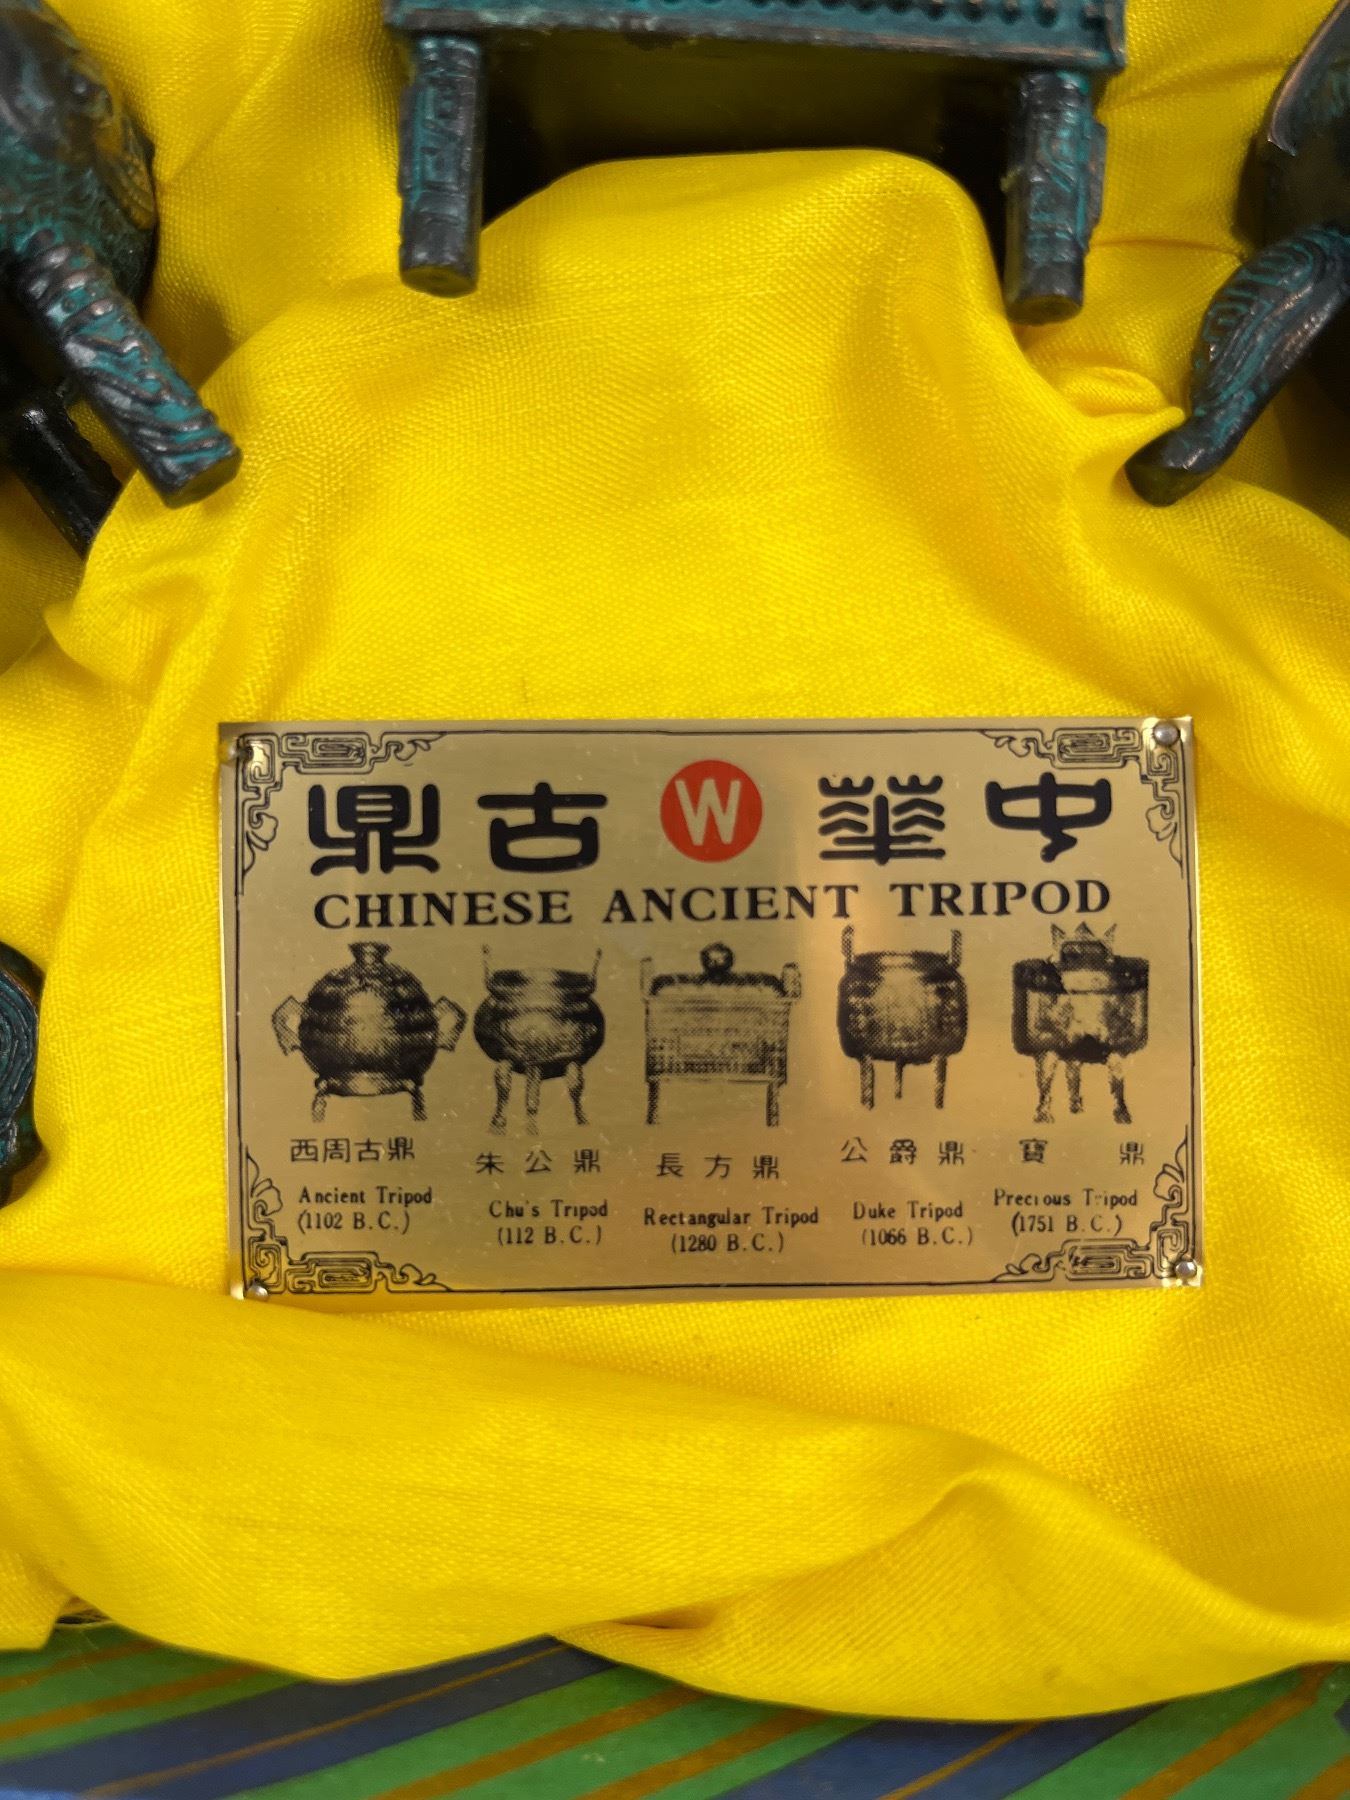 中華 W 古鼎
CHINESE ANCIENT TRIPOD
西周古鼎
Ancient Tripod
(1102 B.C.)
朱公鼎
Chu's Tripod
(112 B.C.)
長方鼎
Rectangular Tripod
(1280 B.C.)
公爵鼎
Duke Tripod
(1066 B.C.)
寶鼎
Precious Tripod
(1751 B.C.)